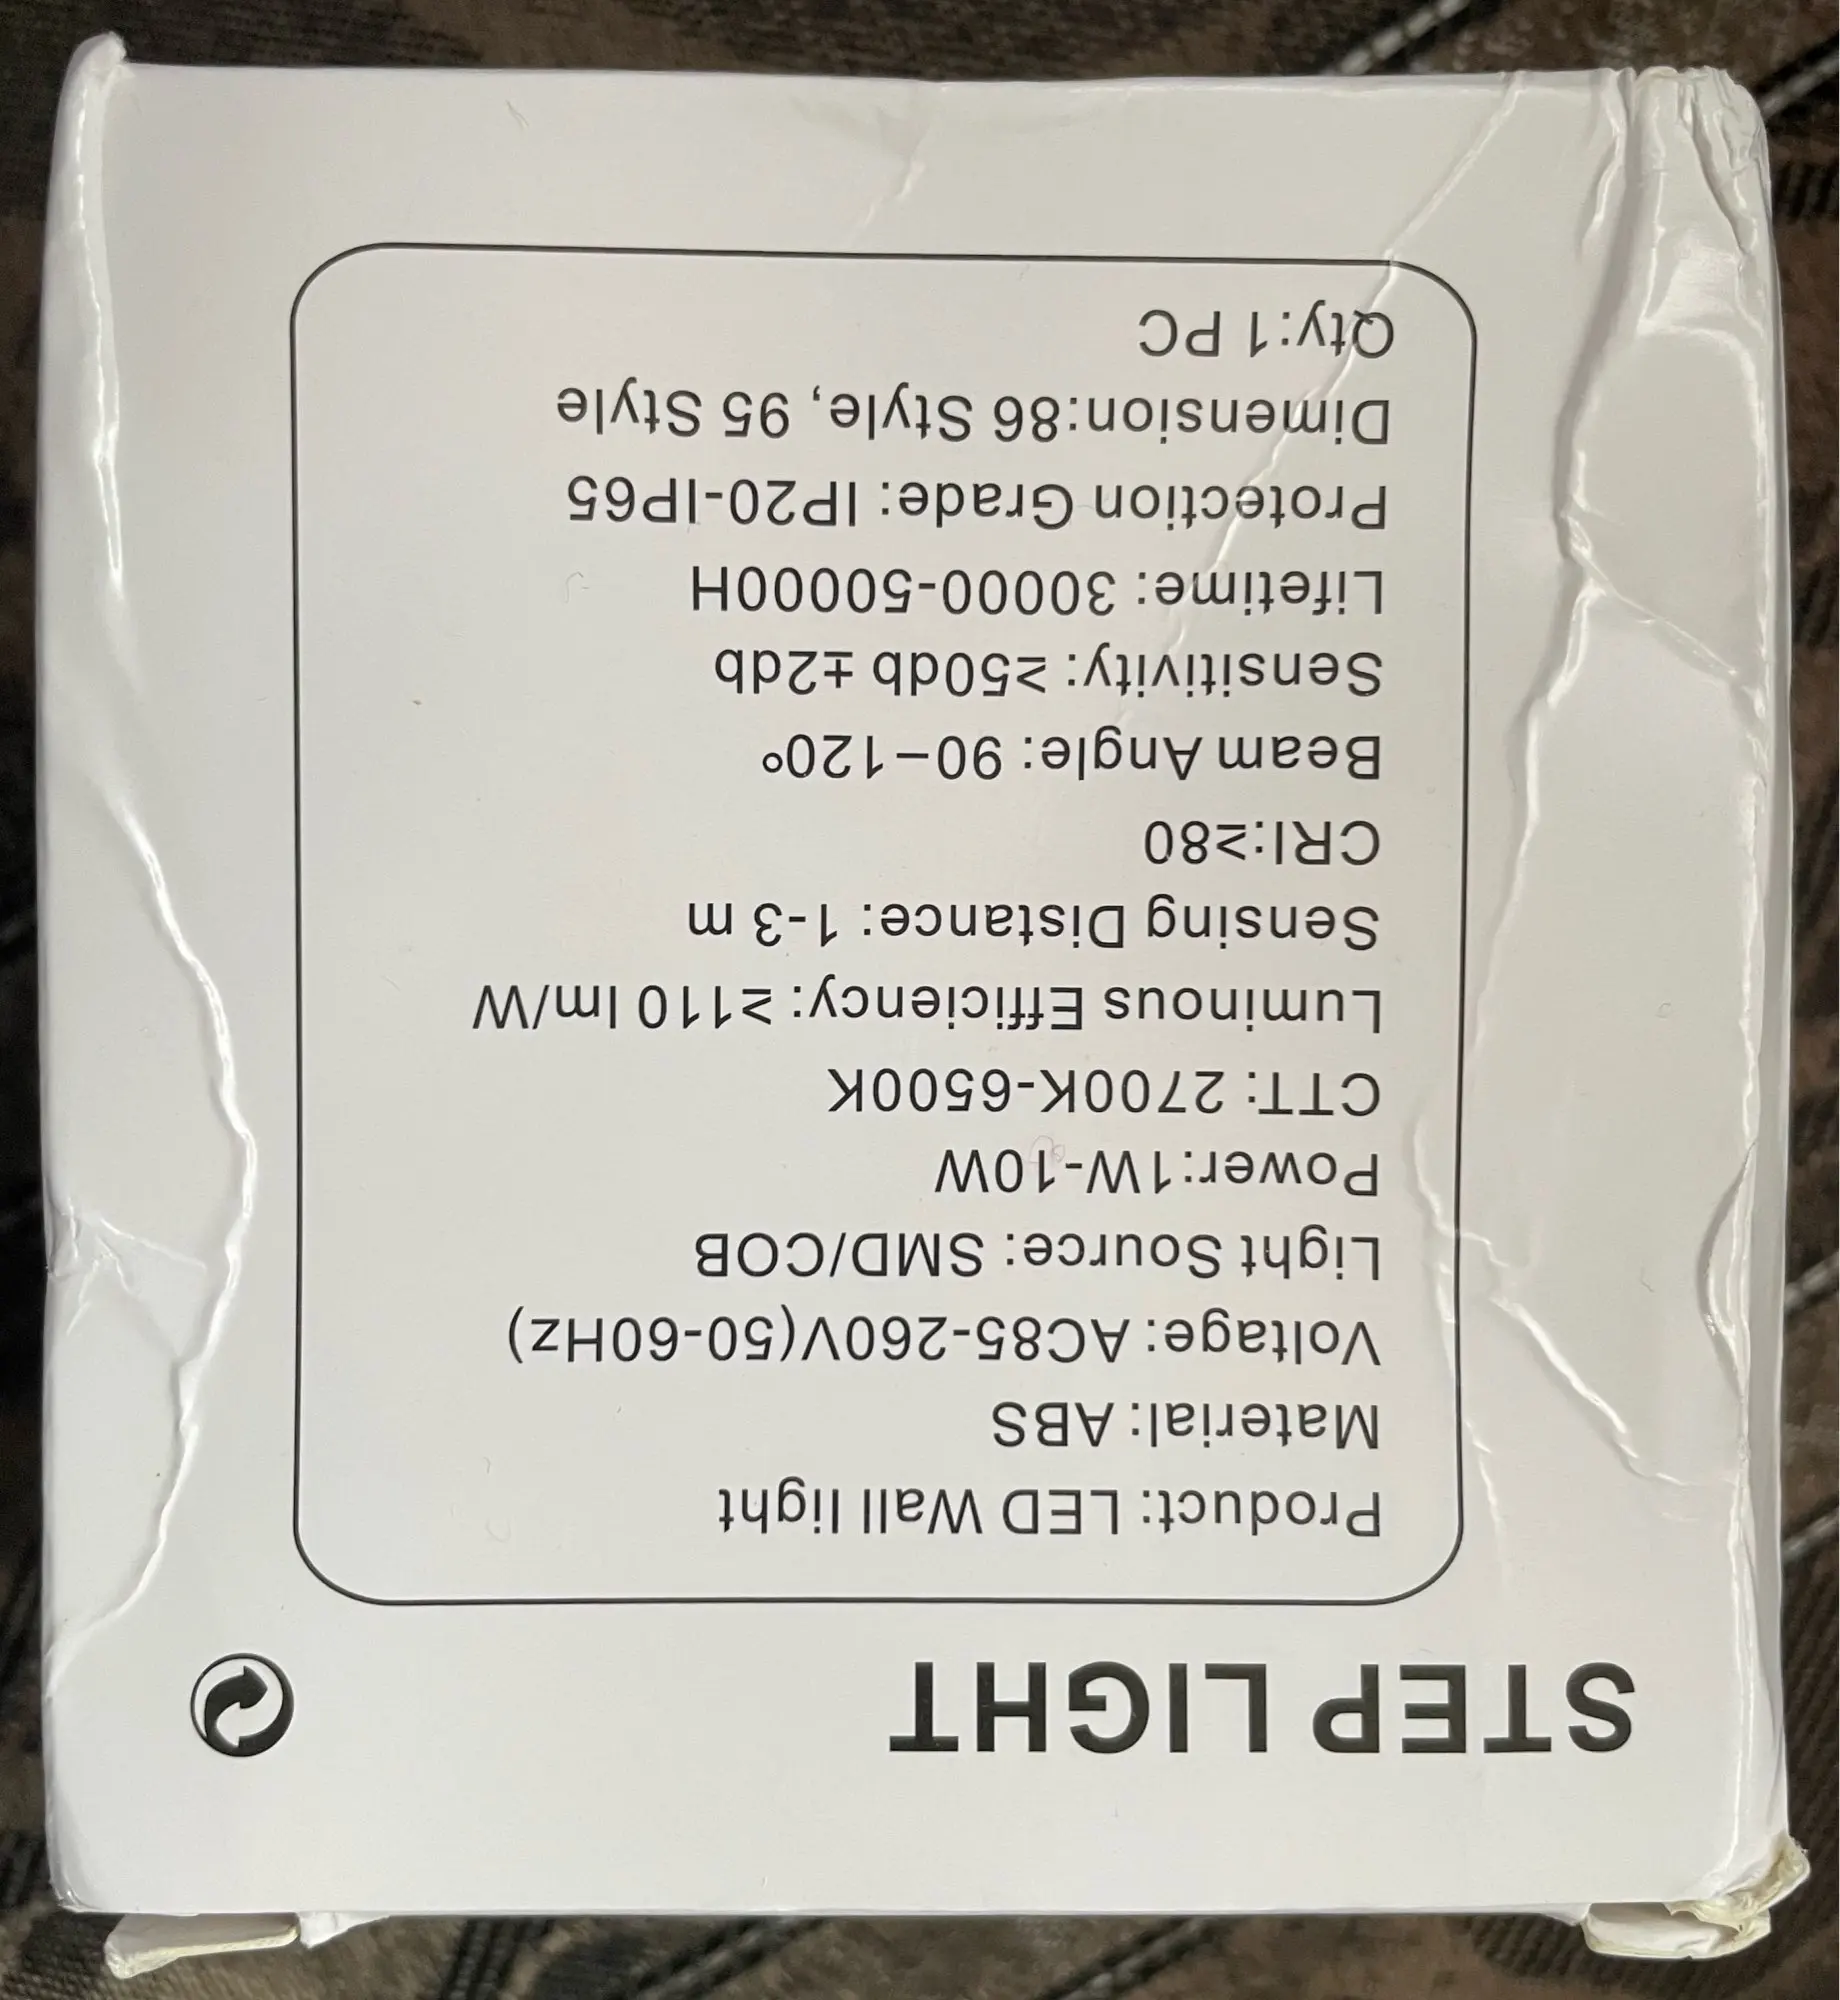 STEP LIGHT
Product: LED Wall light
Material: ABS
Voltage: AC85-260V(50-60Hz)
Light Source: SMD/COB
Power:1W-10W
CTT: 2700K-6500K
Luminous Efficiency: ≥110 lm/W
Sensing Distance: 1-3 m
CRI:≥80
Beam Angle: 90–120°
Sensitivity: ≥50db ±2db
Lifetime: 30000-50000H
Protection Grade: IP20-IP65
Dimension:86 Style, 95 Style
Qty:1 PC